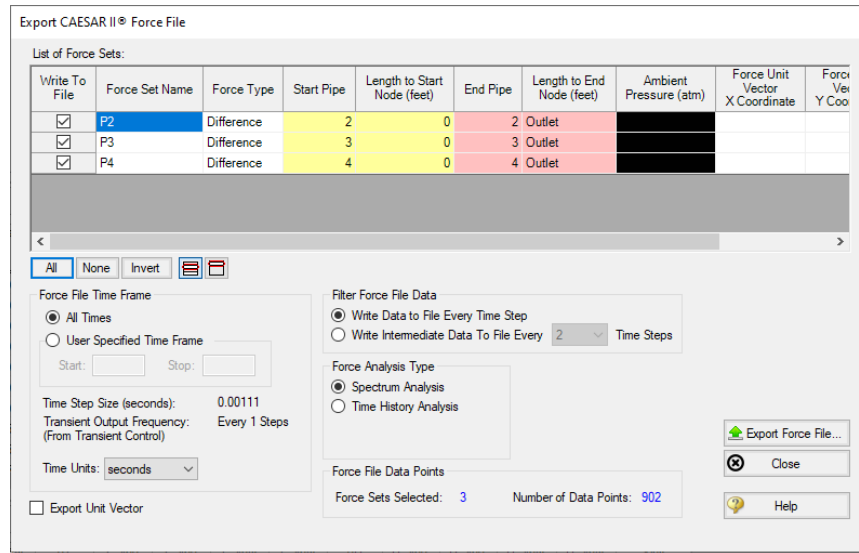 Export CAESAR II® Force File
List of Force Sets:
Write To File Force Set Name Force Type Start Pipe Length to Start Node (feet) End Pipe Length to End Node (feet) Ambient Pressure (atm) Force Unit Vector X Coordinate Force
P2 Difference 2 0 2 Outlet
P3 Difference 3 0 3 Outlet
P4 Difference 4 0 4 Outlet
All None Invert
Force File Time Frame
All Times
User Specified Time Frame
Start: Stop:
Time Step Size (seconds): 0.00111
Transient Output Frequency: Every 1 Steps
(From Transient Control)
Time Units: seconds
Export Unit Vector
Filter Force File Data
Write Data to File Every Time Step
Write Intermediate Data To File Every 2 Time Steps
Force Analysis Type
Spectrum Analysis
Time History Analysis
Force File Data Points
Force Sets Selected: 3 Number of Data Points: 902
Export Force File...
Close
Help